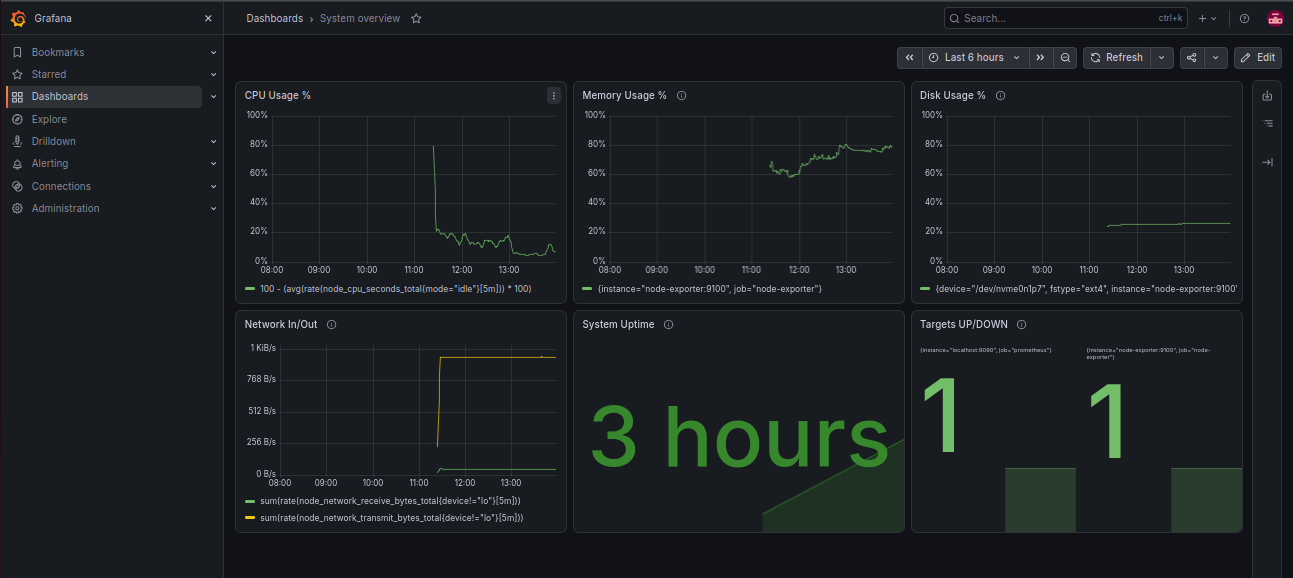 Grafana
Dashboards › System overview
Search... ctrl+k
Bookmarks
Starred
Dashboards
Explore
Drilldown
Alerting
Connections
Administration
Last 6 hours
Refresh
Edit
CPU Usage %
100%
80%
60%
40%
20%
0%
08:00 09:00 10:00 11:00 12:00 13:00
100 - (avg(rate(node_cpu_seconds_total{mode="idle"}[5m])) * 100)
Memory Usage %
100%
80%
60%
40%
20%
0%
08:00 09:00 10:00 11:00 12:00 13:00
{instance="node-exporter:9100", job="node-exporter"}
Disk Usage %
100%
80%
60%
40%
20%
0%
08:00 09:00 10:00 11:00 12:00 13:00
{device="/dev/nvme0n1p7", fstype="ext4", instance="node-exporter:9100"
Network In/Out
1 KiB/s
768 B/s
512 B/s
256 B/s
0 B/s
08:00 09:00 10:00 11:00 12:00 13:00
sum(rate(node_network_receive_bytes_total{device!="lo"}[5m]))
sum(rate(node_network_transmit_bytes_total{device!="lo"}[5m]))
System Uptime
3 hours
Targets UP/DOWN
{instance="localhost:9090", job="prometheus"}
1
{instance="node-exporter:9100", job="node-
exporter"}
1